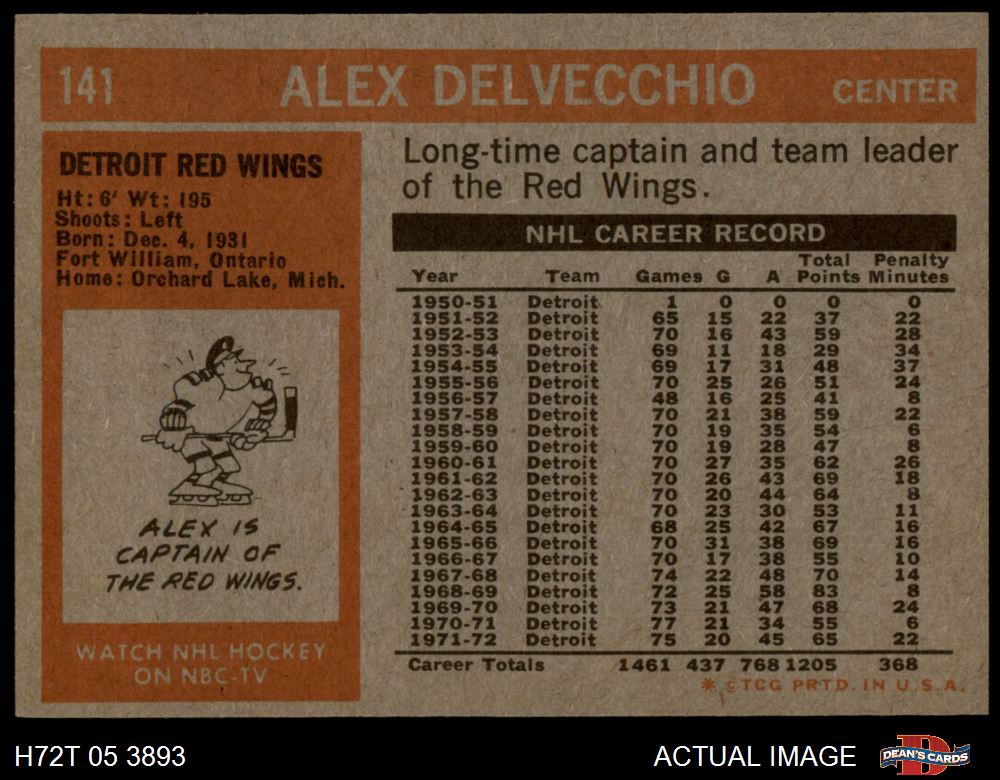 141 ALEX DELVECCHIO CENTER
DETROIT RED WINGS
Ht: 6' Wt: 195
Shoots: Left
Born: Dec. 4, 1931
Fort William, Ontario
Home: Orchard Lake, Mich.
ALEX IS
CAPTAIN OF
THE RED WINGS.
WATCH NHL HOCKEY
ON NBC-TV
Long-time captain and team leader
of the Red Wings.
NHL CAREER RECORD
Year Team Games G A Total Points Penalty Minutes
1950-51 Detroit 1 0 0 0 0
1951-52 Detroit 65 15 22 37 22
1952-53 Detroit 70 16 43 59 28
1953-54 Detroit 69 11 18 29 34
1954-55 Detroit 69 17 31 48 37
1955-56 Detroit 70 25 26 51 24
1956-57 Detroit 48 16 25 41 8
1957-58 Detroit 70 21 38 59 22
1958-59 Detroit 70 19 35 54 6
1959-60 Detroit 70 19 28 47 8
1960-61 Detroit 70 27 35 62 26
1961-62 Detroit 70 26 43 69 18
1962-63 Detroit 70 20 44 64 8
1963-64 Detroit 70 23 30 53 11
1964-65 Detroit 68 25 42 67 16
1965-66 Detroit 70 31 38 69 16
1966-67 Detroit 70 17 38 55 10
1967-68 Detroit 74 22 48 70 14
1968-69 Detroit 72 25 58 83 8
1969-70 Detroit 73 21 47 68 24
1970-71 Detroit 77 21 34 55 6
1971-72 Detroit 75 20 45 65 22
Career Totals 1461 437 768 1205 368
* © TCG PRTD. IN U.S.A.
H72T 05 3893 ACTUAL IMAGE DEAN'S CARDS